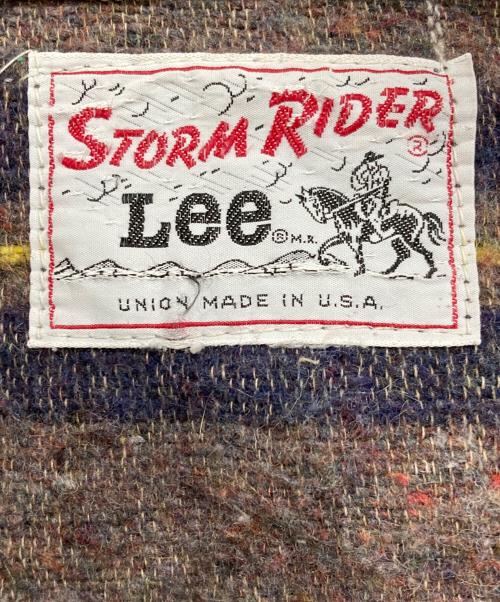 STORM RIDER ®
Lee ® M.R.
UNION MADE IN U.S.A.